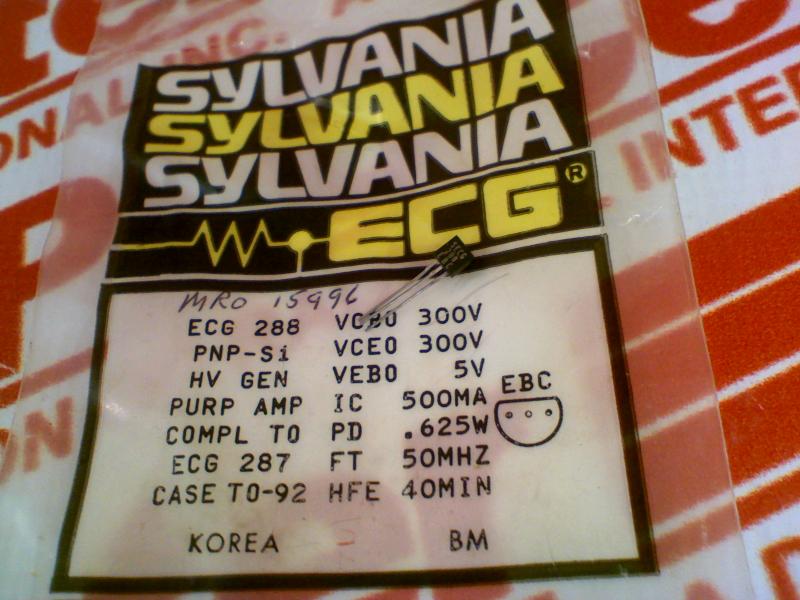 SYLVANIA
SYLVANIA
SYLVANIA
ECG®
MRO 15996
ECG 288 VCBO 300V
PNP-Si VCEO 300V
HV GEN VEBO 5V
PURP AMP IC 500MA EBC
COMPL TO PD .625W
ECG 287 FT 50MHZ
CASE TO-92 HFE 40MIN
KOREA BM
INC.
INTER